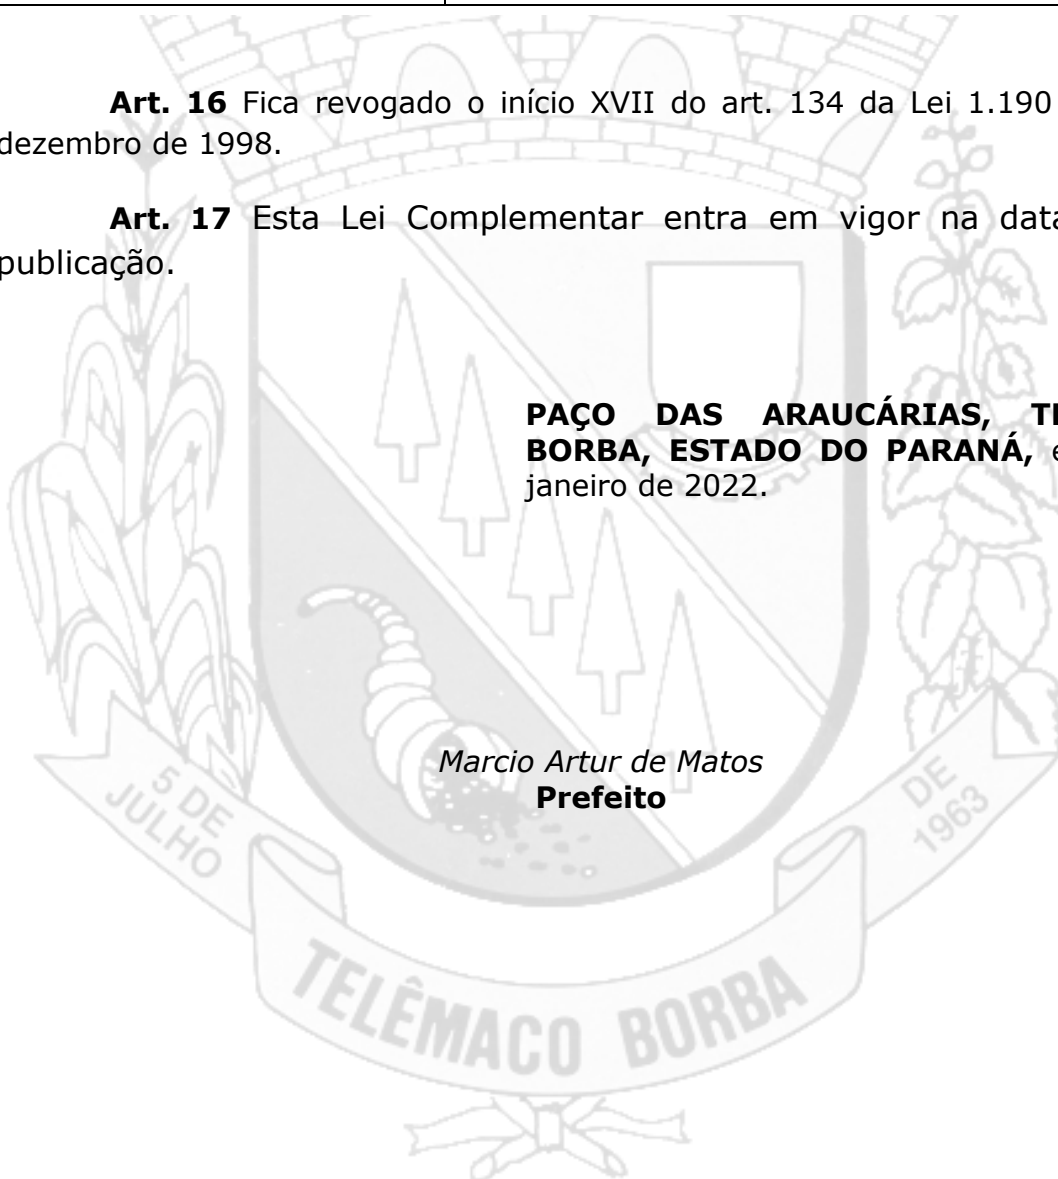 Art. 16 Fica revogado o início XVII do art. 134 da Lei 1.190
dezembro de 1998.
Art. 17 Esta Lei Complementar entra em vigor na data
publicação.
PAÇO DAS ARAUCÁRIAS,
BORBA, ESTADO DO PARANÁ,
janeiro de 2022.
Marcio Artur de Matos
Prefeito
5 DE
JULHO
DE
1963
TELÊMACO BORBA